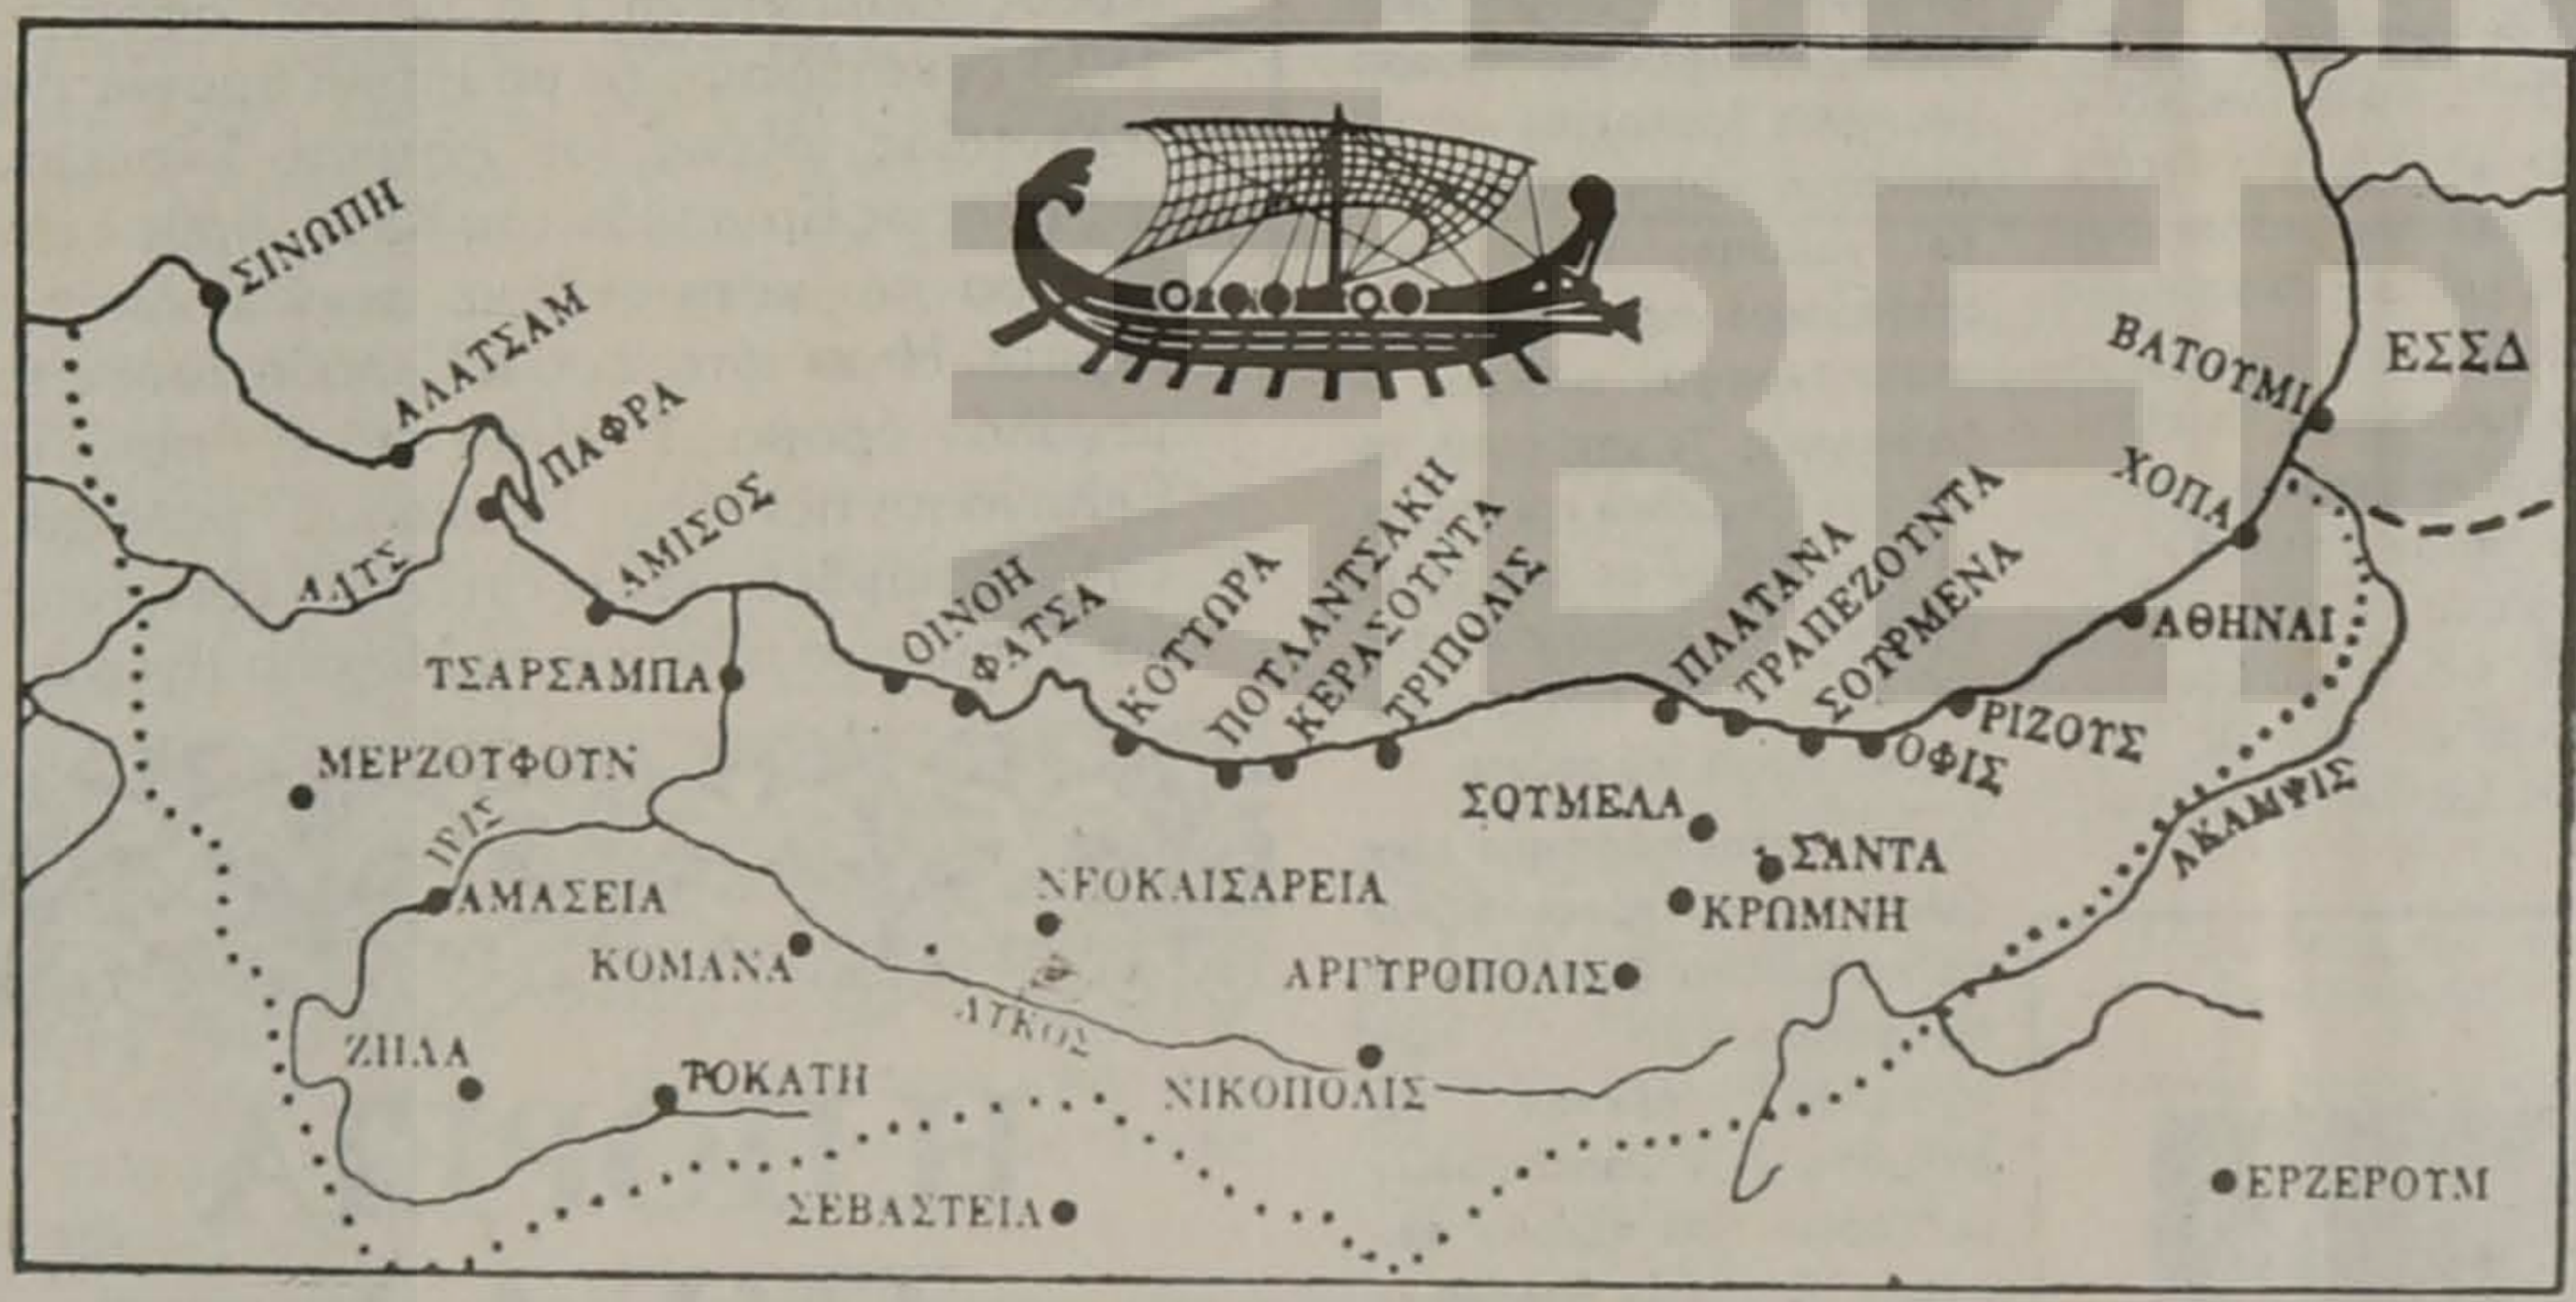 ΣΙΝΩΠΗ
ΑΛΑΤΣΑΜ
ΠΑΦΡΑ
ΑΛΥΣ
ΑΜΙΣΟΣ
ΤΣΑΡΣΑΜΠΑ
ΟΙΝΟΗ
ΦΑΤΣΑ
ΚΟΤΥΩΡΑ
ΠΟΥΛΑΝΤΣΑΚΗ
ΚΕΡΑΣΟΥΝΤΑ
ΤΡΙΠΟΛΙΣ
ΠΛΑΤΑΝΑ
ΤΡΑΠΕΖΟΥΝΤΑ
ΣΟΥΡΜΕΝΑ
ΟΦΙΣ
ΡΙΖΟΥΣ
ΑΘΗΝΑΙ
ΧΟΠΑ
ΒΑΤΟΥΜΙ
ΕΣΣΔ
ΜΕΡΖΟΥΦΟΥΝ
ΙΡΙΣ
ΑΜΑΣΕΙΑ
ΚΟΜΑΝΑ
ΝΕΟΚΑΙΣΑΡΕΙΑ
ΛΥΚΟΣ
ΣΟΥΜΕΛΑ
ΣΑΝΤΑ
ΚΡΩΜΝΗ
ΑΡΓΥΡΟΠΟΛΙΣ
ΑΚΑΜΨΙΣ
ΖΗΛΑ
ΤΟΚΑΤΗ
ΝΙΚΟΠΟΛΙΣ
ΣΕΒΑΣΤΕΙΑ
ΕΡΖΕΡΟΥΜ